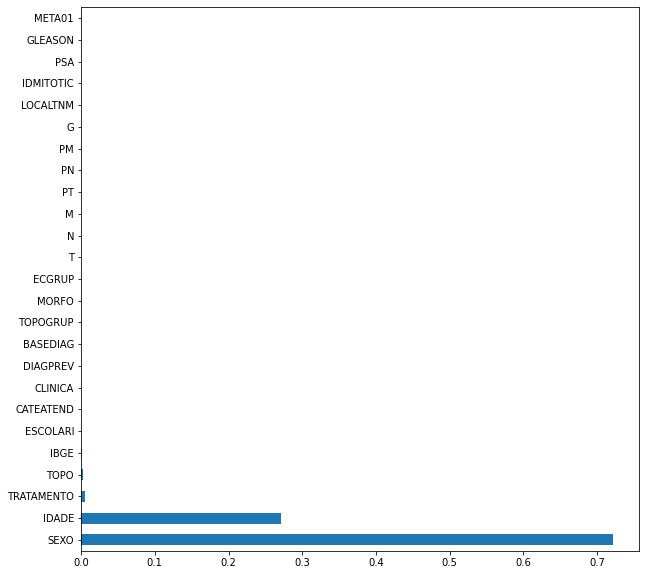 META01
GLEASON
PSA
IDMITOTIC
LOCALTNM
G
PM
PN
PT
M
N
T
ECGRUP
MORFO
TOPOGRUP
BASEDIAG
DIAGPREV
CLINICA
CATEATEND
ESCOLARI
IBGE
TOPO
TRATAMENTO
IDADE
SEXO
0.0 0.1 0.2 0.3 0.4 0.5 0.6 0.7